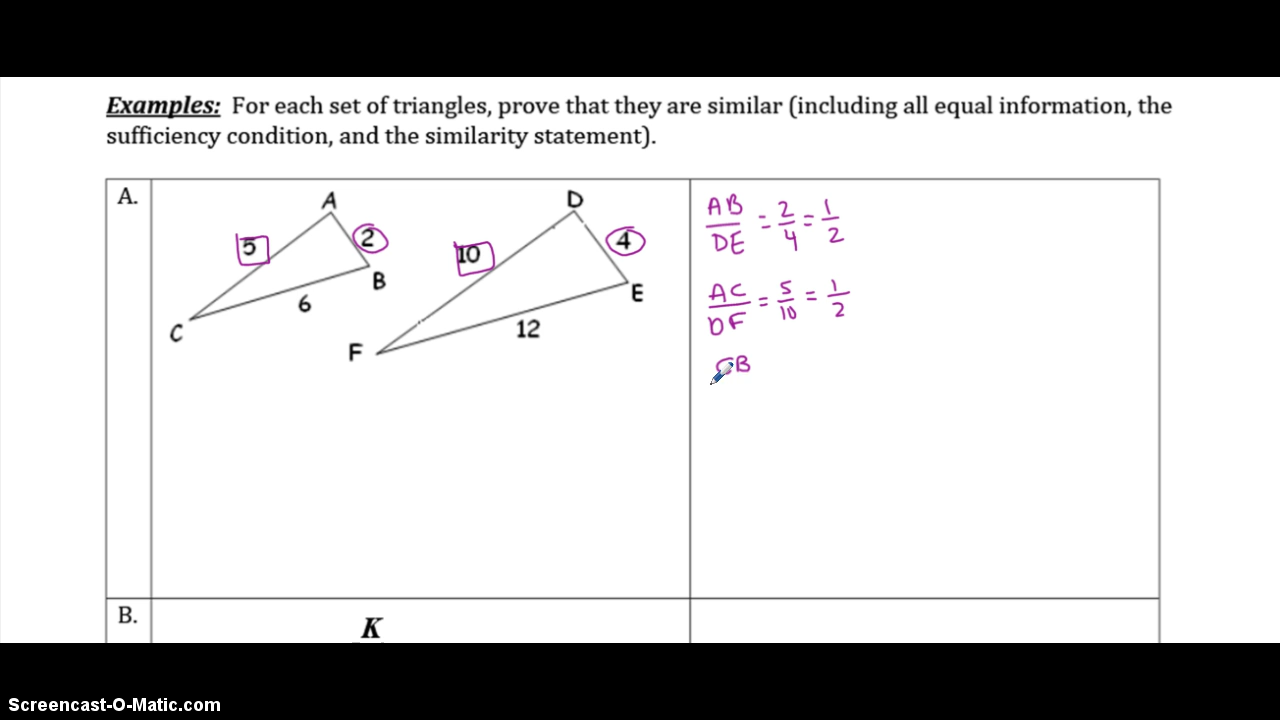 Examples: For each set of triangles, prove that they are similar (including all equal information, the
sufficiency condition, and the similarity statement).
A.
A
5
2
B
6
C
D
10
4
E
12
F
AB/DE = 2/4 = 1/2
AC/DF = 5/10 = 1/2
CB
B.
K
Screencast-O-Matic.com